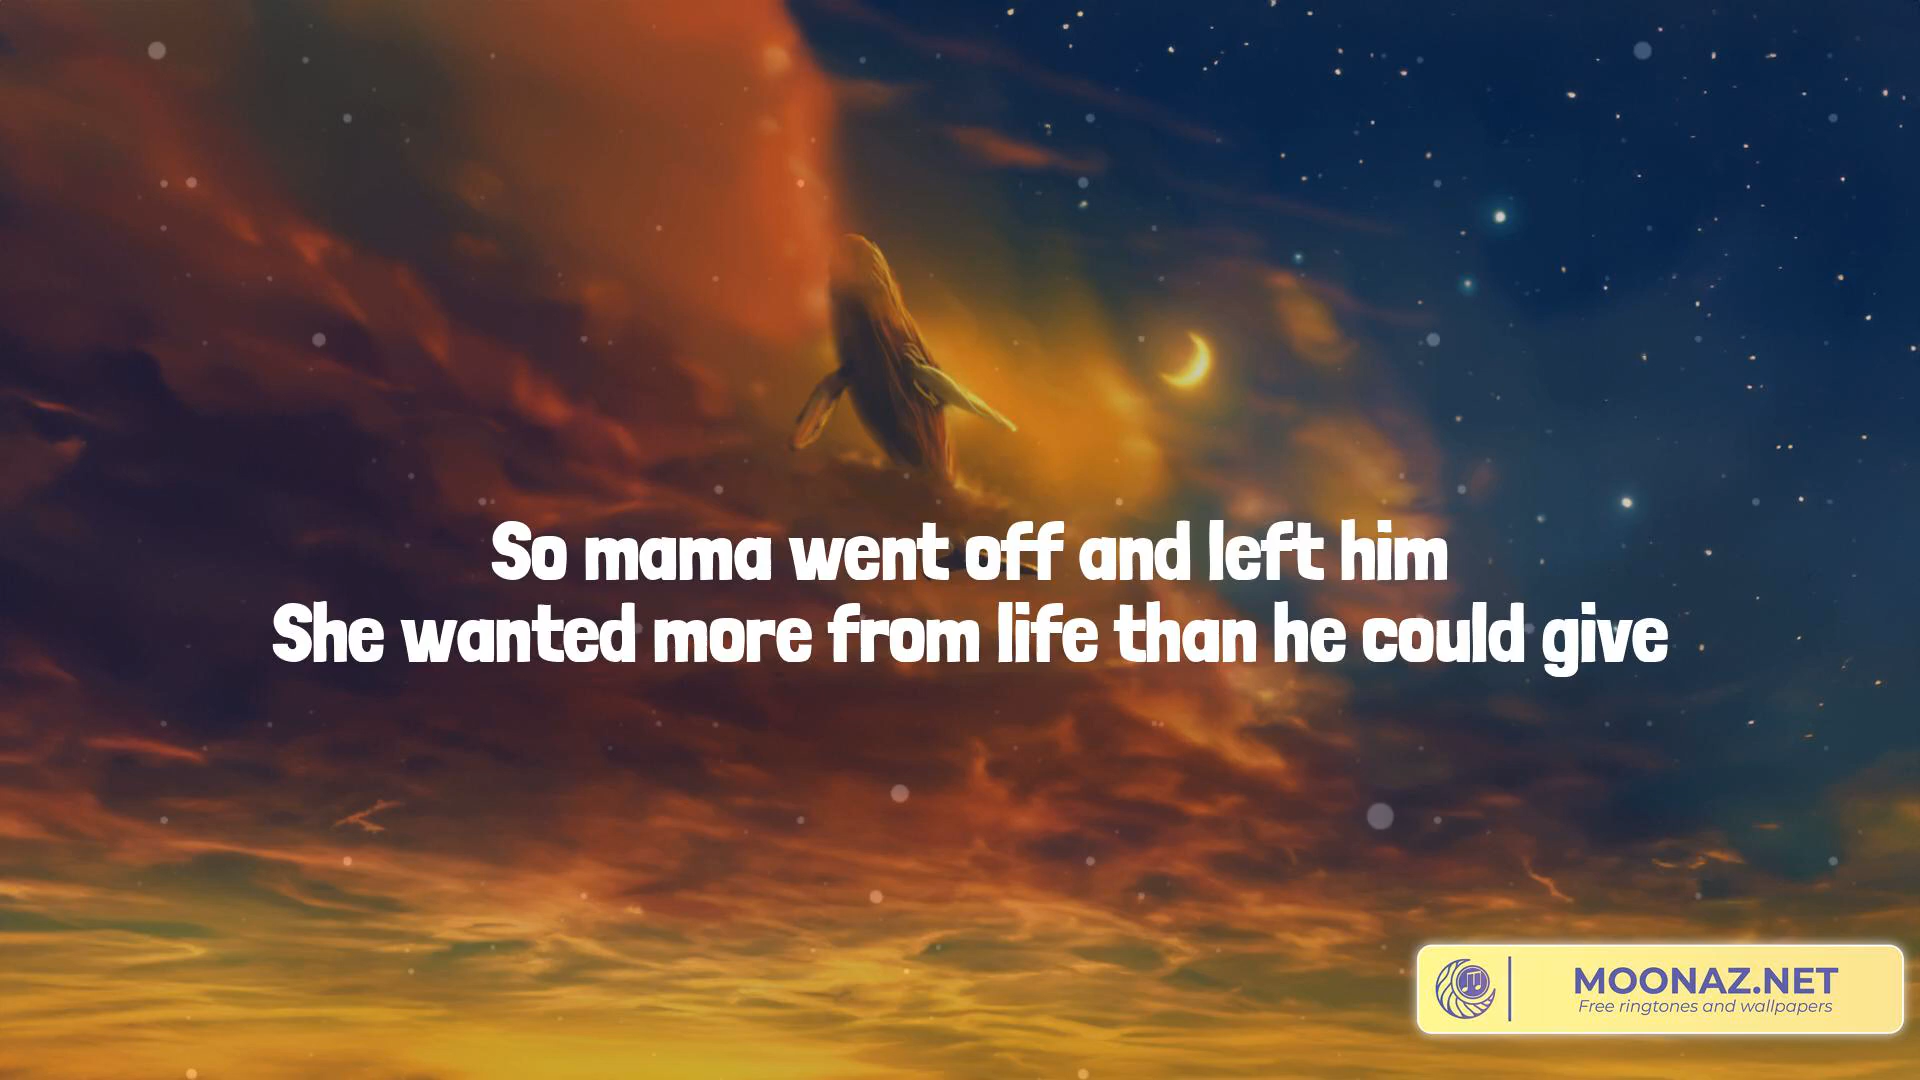 So mama went off and left him
She wanted more from life than he could give
MOONAZ.NET
Free ringtones and wallpapers